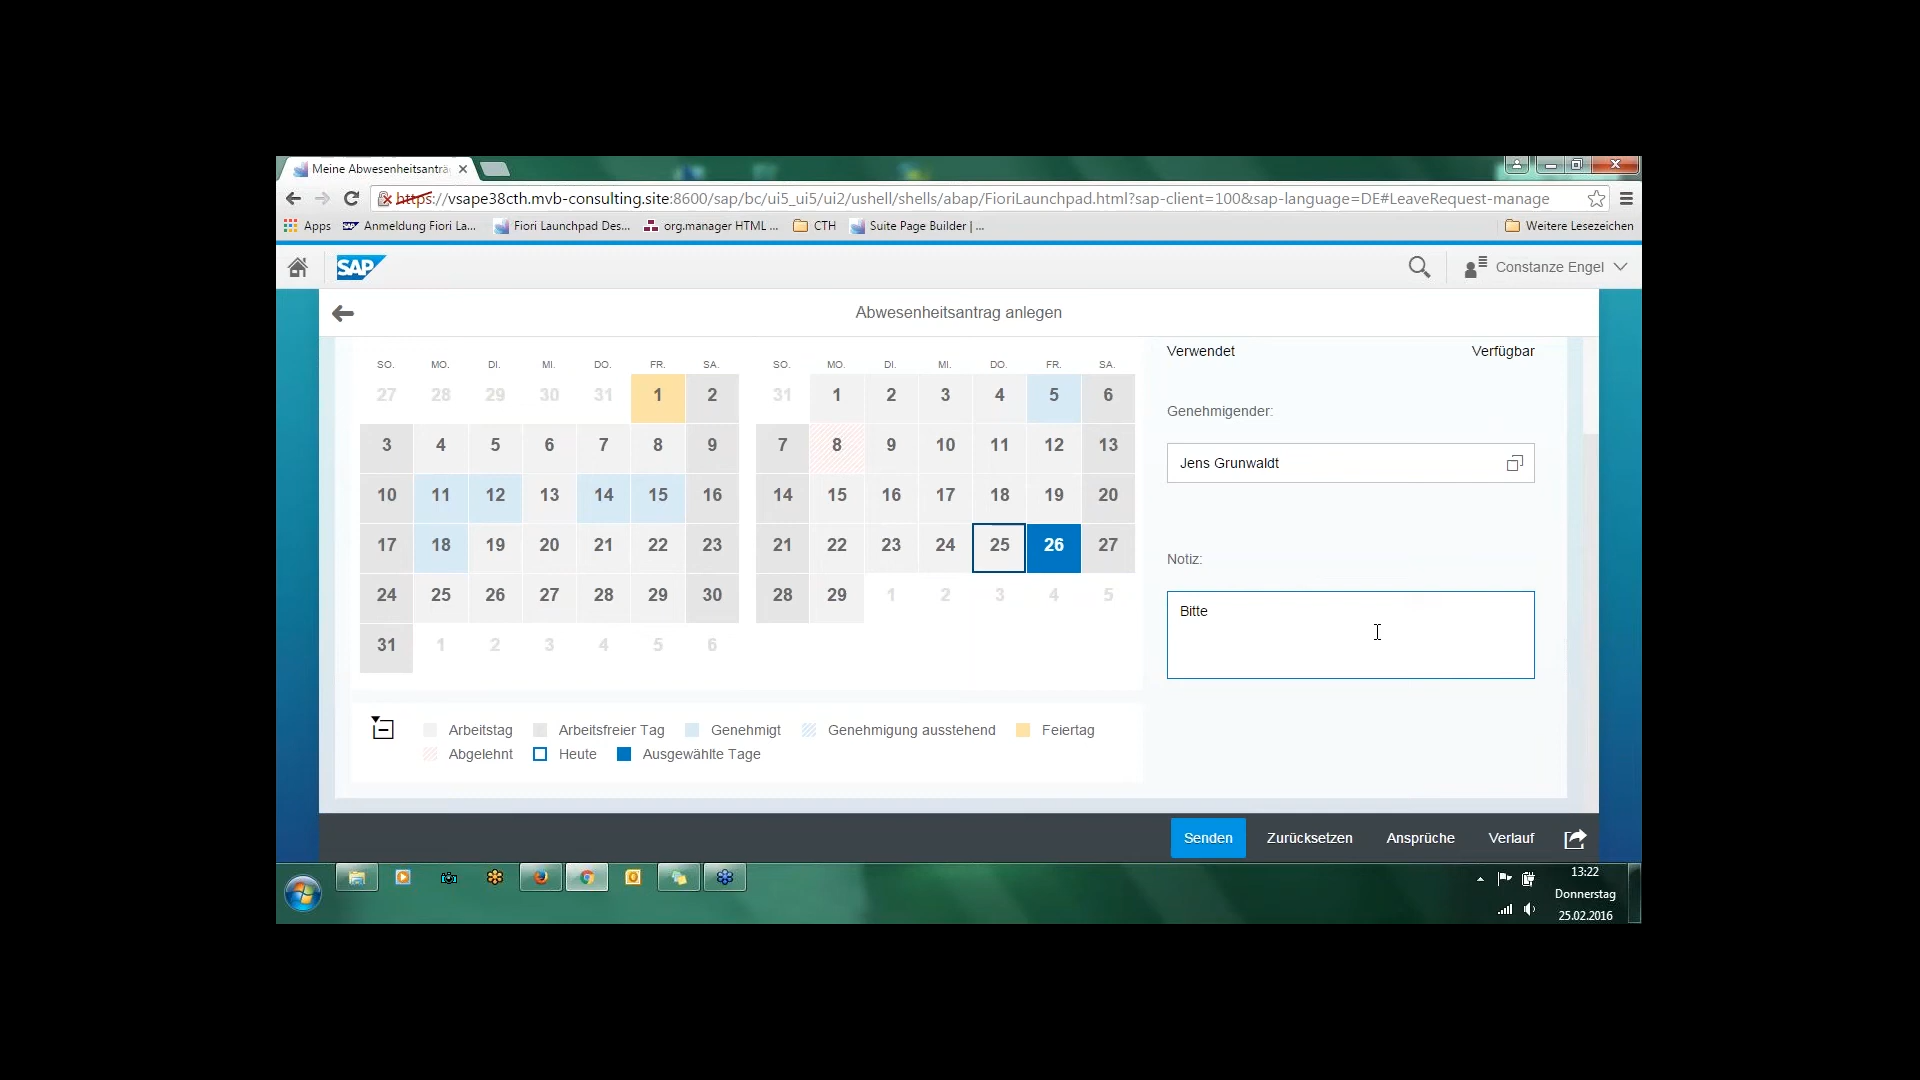 Meine Abwesenheitsanträ
https://vsape38cth.mvb-consulting.site:8600/sap/bc/ui5_ui5/ui2/ushell/shells/abap/FioriLaunchpad.html?sap-client=100&sap-language=DE#LeaveRequest-manage
Apps Anmeldung Fiori La... Fiori Launchpad Des... org.manager HTML ... CTH Suite Page Builder | ... Weitere Lesezeichen
SAP Constanze Engel
Abwesenheitsantrag anlegen
SO. MO. DI. MI. DO. FR. SA.
27 28 29 30 31 1 2
3 4 5 6 7 8 9
10 11 12 13 14 15 16
17 18 19 20 21 22 23
24 25 26 27 28 29 30
31 1 2 3 4 5 6
SO. MO. DI. MI. DO. FR. SA.
31 1 2 3 4 5 6
7 8 9 10 11 12 13
14 15 16 17 18 19 20
21 22 23 24 25 26 27
28 29 1 2 3 4 5
Verwendet Verfügbar
Genehmigender:
Jens Grunwaldt
Notiz:
Bitte
Arbeitstag Arbeitsfreier Tag Genehmigt Genehmigung ausstehend Feiertag
Abgelehnt Heute Ausgewählte Tage
Senden Zurücksetzen Ansprüche Verlauf
13:22
Donnerstag
25.02.2016